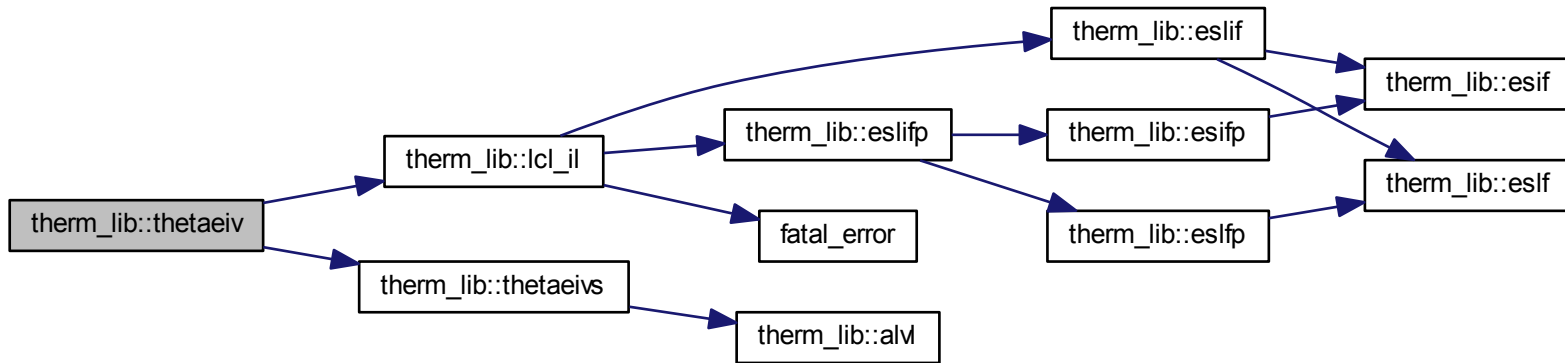 therm_lib::thetaeiv
therm_lib::lcl_il
therm_lib::thetaeivs
therm_lib::eslifp
fatal_error
therm_lib::alvl
therm_lib::eslif
therm_lib::esifp
therm_lib::eslfp
therm_lib::esif
therm_lib::eslf